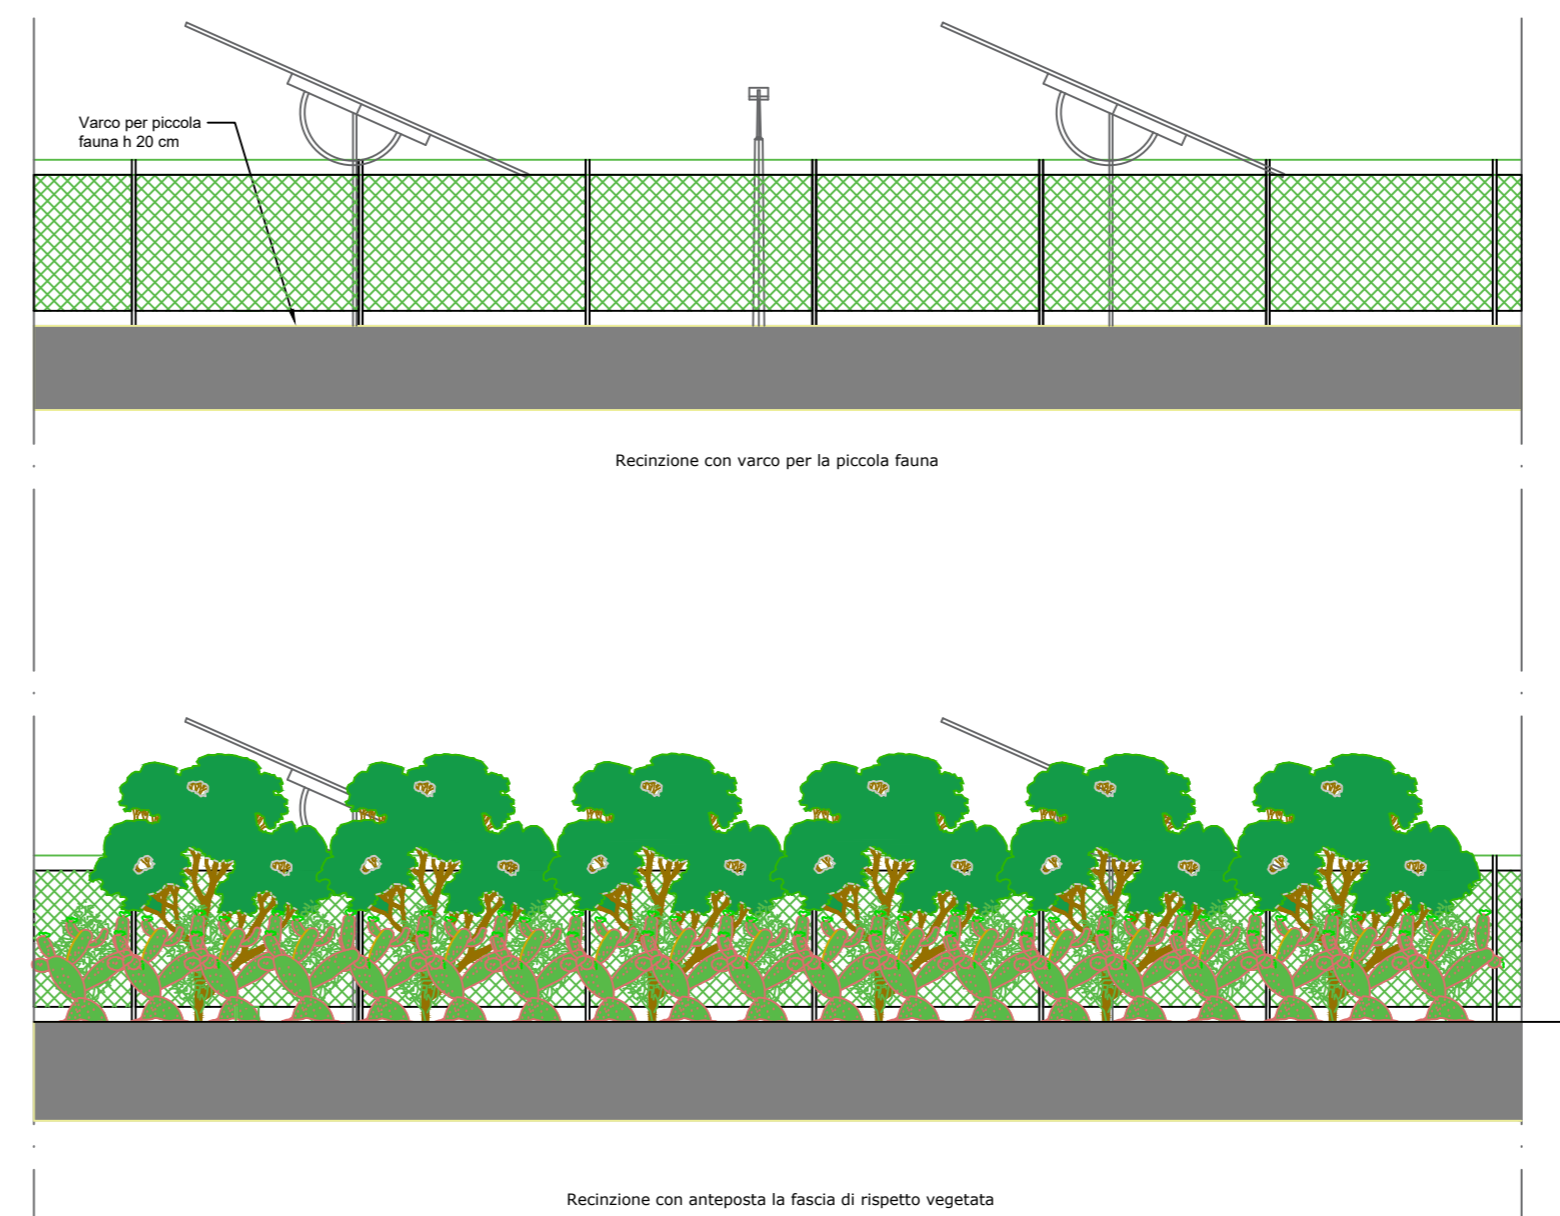 Varco per piccola
fauna h 20 cm
Recinzione con varco per la piccola fauna
Recinzione con anteposta la fascia di rispetto vegetata